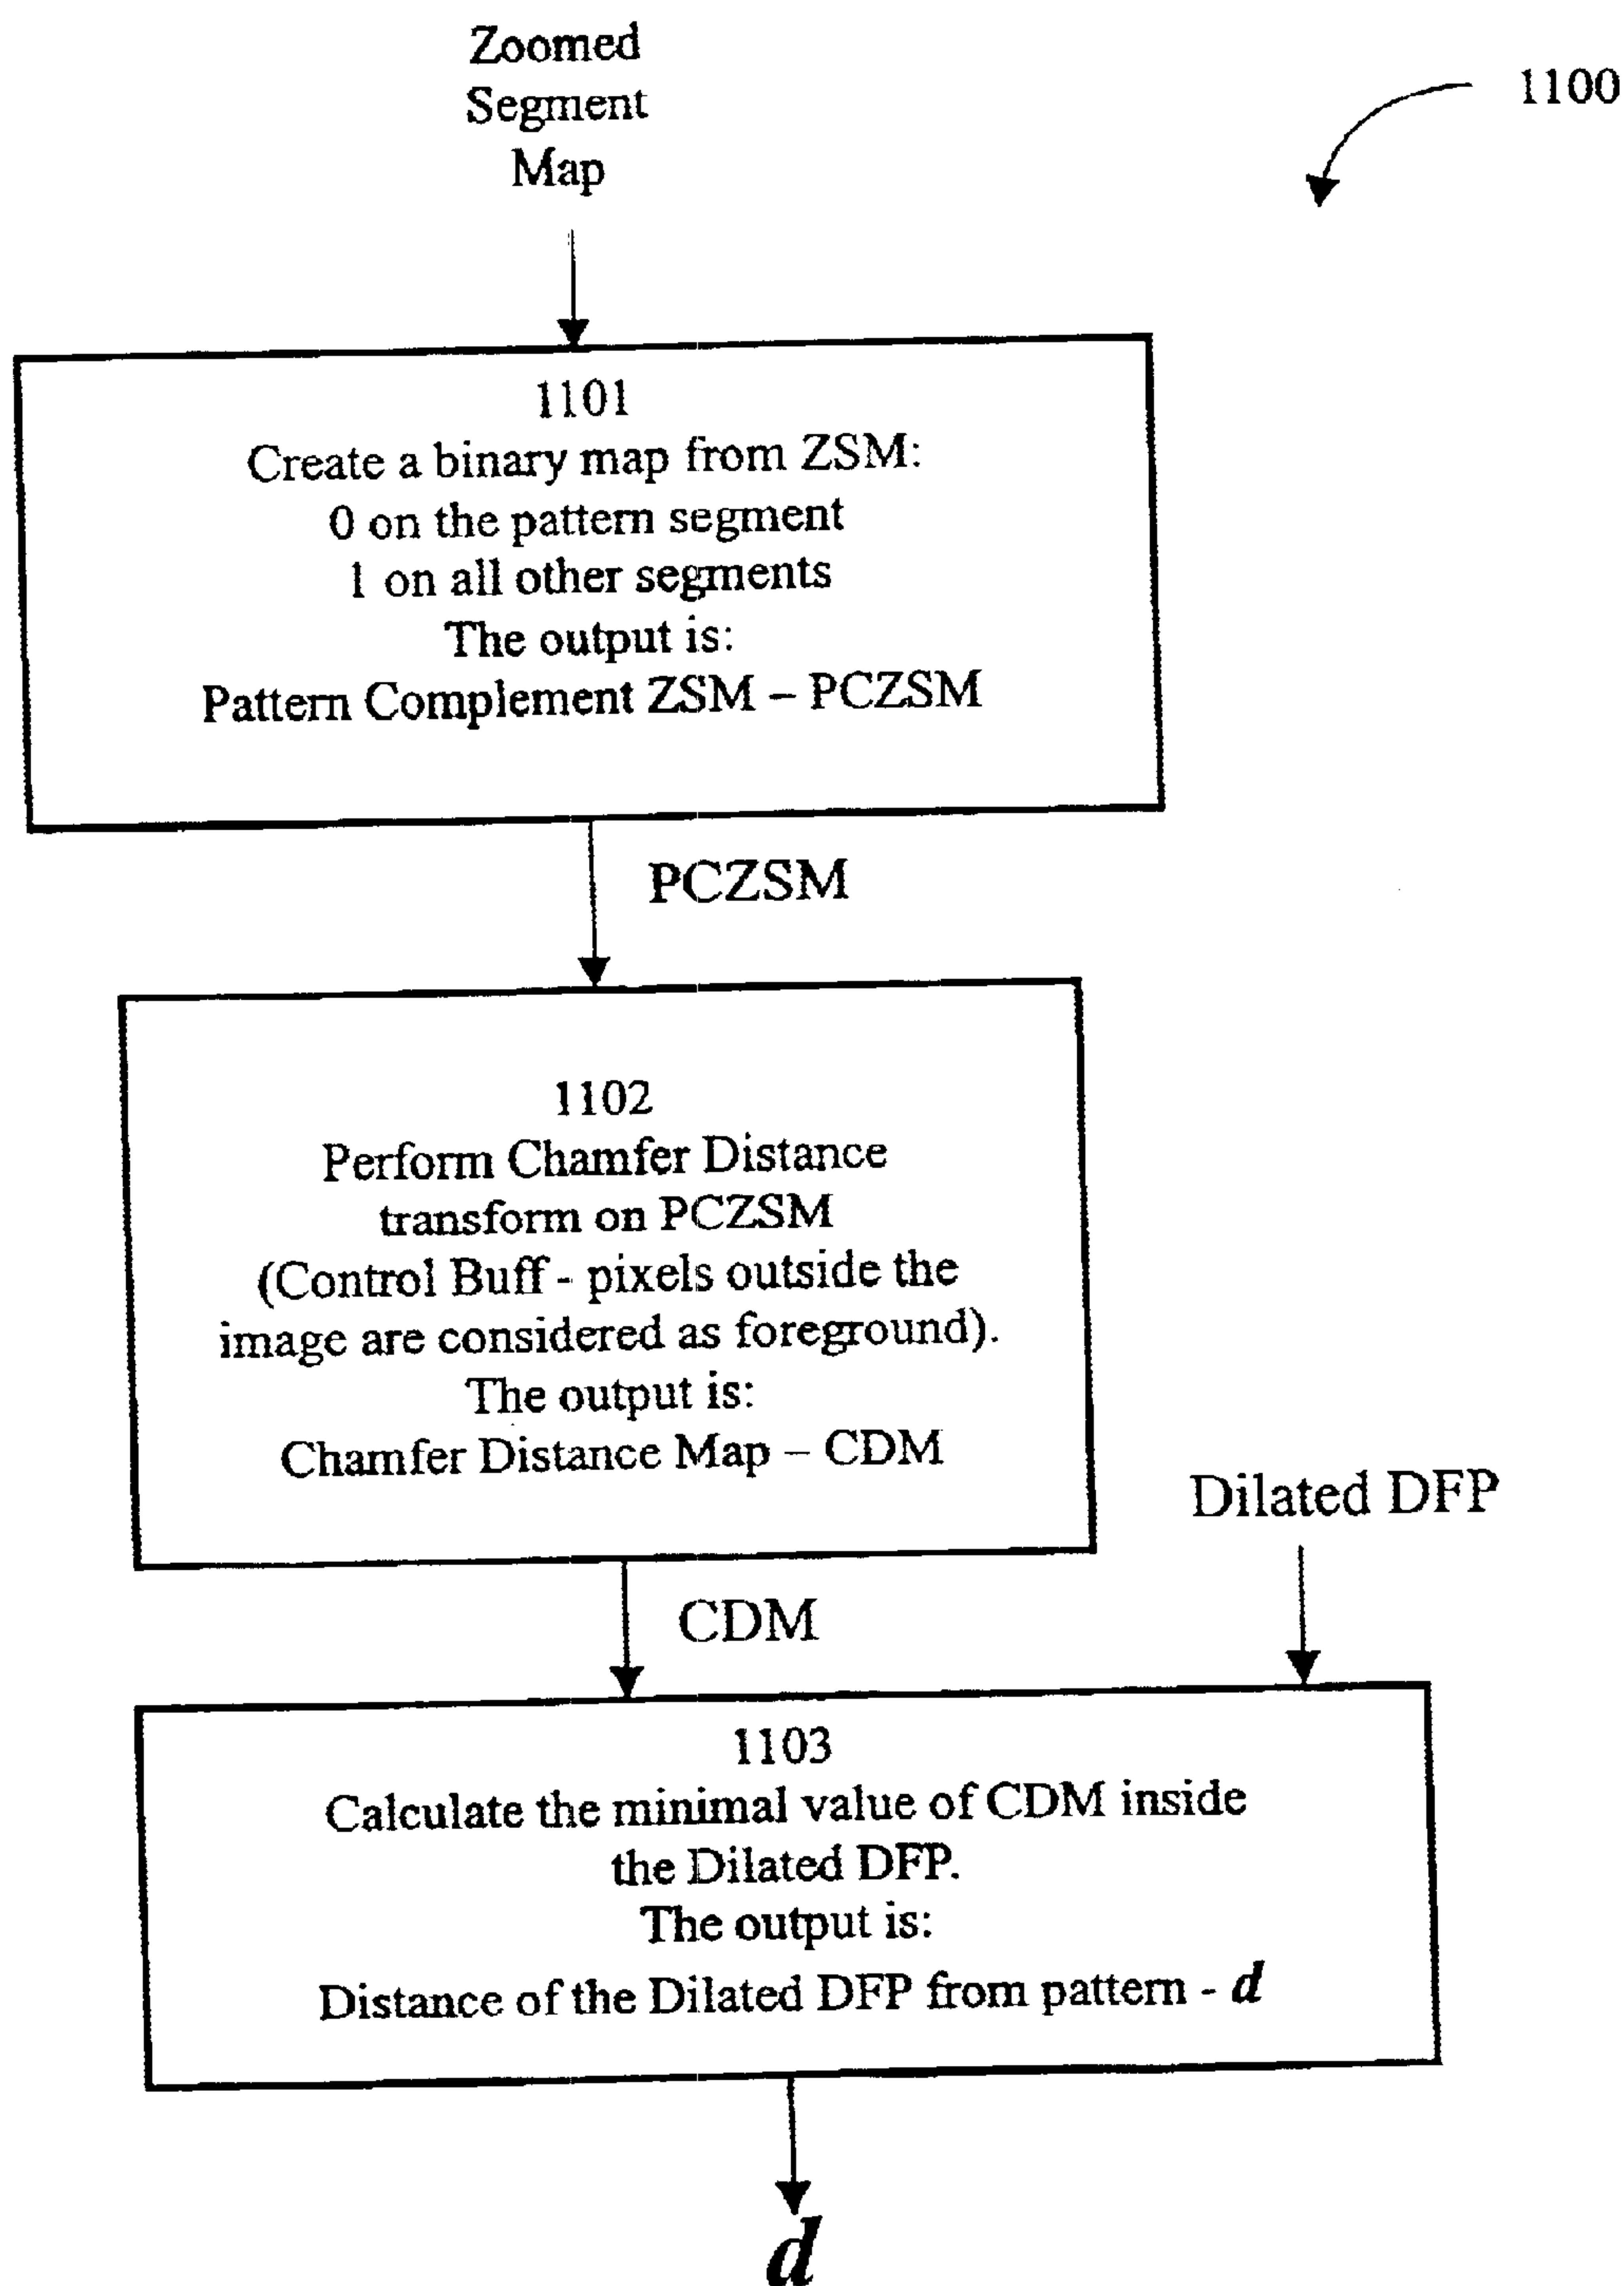 Zoomed
Segment
Map
1100
1101
Create a binary map from ZSM:
0 on the pattern segment
1 on all other segments
The output is:
Pattern Complement ZSM – PCZSM
PCZSM
1102
Perform Chamfer Distance
transform on PCZSM
(Control Buff - pixels outside the
image are considered as foreground).
The output is:
Chamfer Distance Map – CDM
Dilated DFP
CDM
1103
Calculate the minimal value of CDM inside
the Dilated DFP.
The output is:
Distance of the Dilated DFP from pattern - d
d